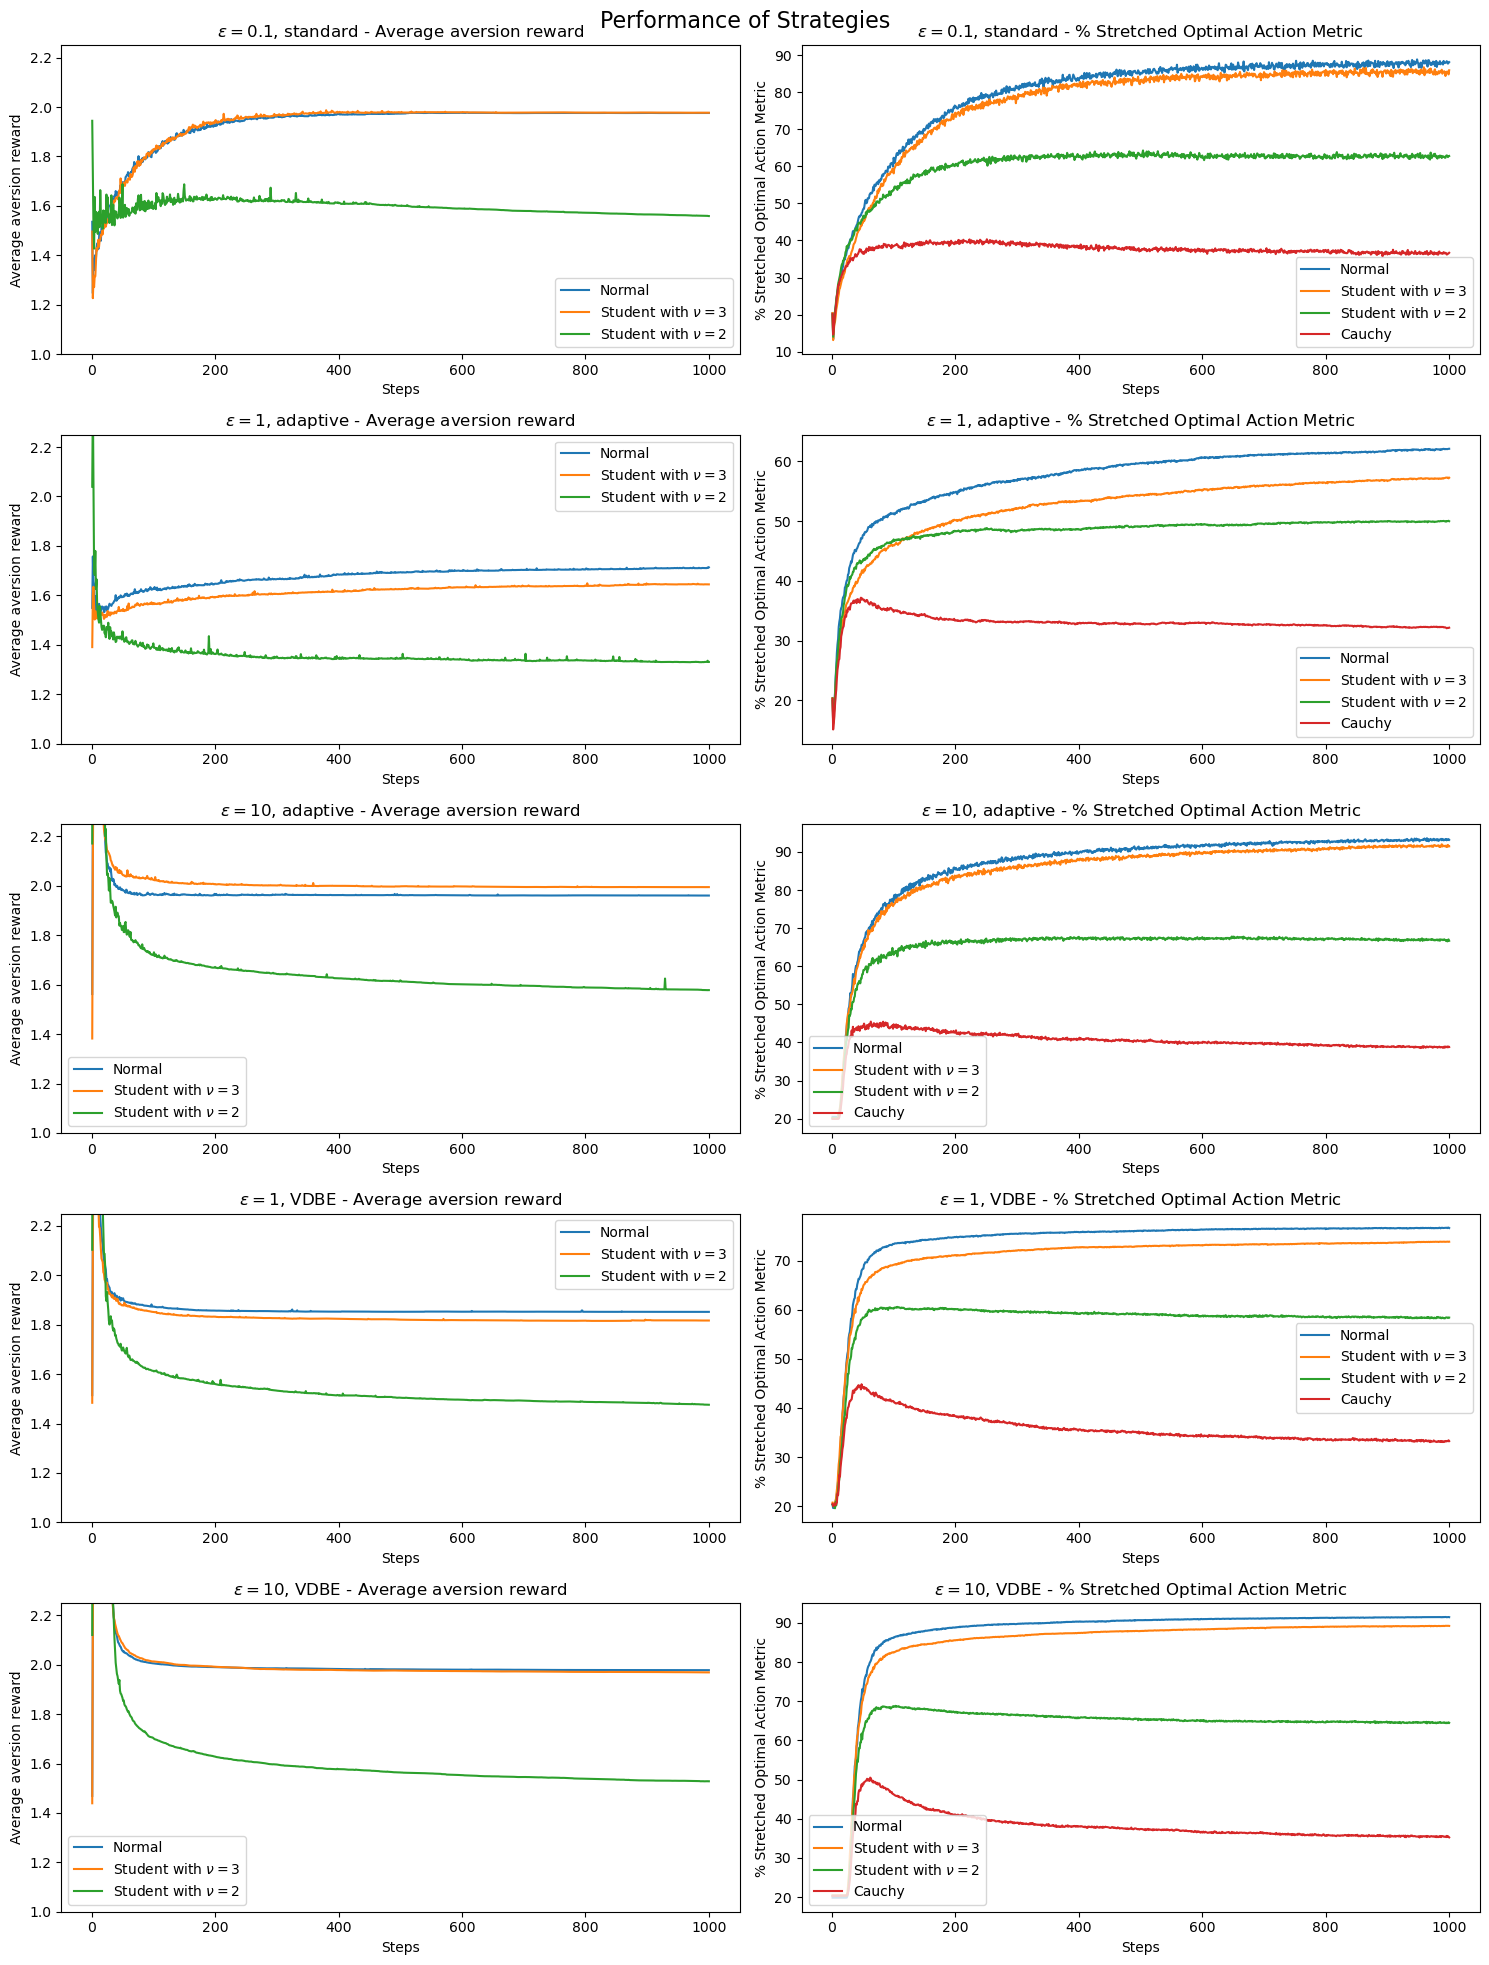 Performance of Strategies
ε = 0.1, standard - Average aversion reward
Average aversion reward
2.2
2.0
1.8
1.6
1.4
1.2
1.0
0 200 400 600 800 1000
Steps
Normal
Student with ν = 3
Student with ν = 2
ε = 0.1, standard - % Stretched Optimal Action Metric
% Stretched Optimal Action Metric
90
80
70
60
50
40
30
20
10
0 200 400 600 800 1000
Steps
Normal
Student with ν = 3
Student with ν = 2
Cauchy
ε = 1, adaptive - Average aversion reward
Average aversion reward
2.2
2.0
1.8
1.6
1.4
1.2
1.0
0 200 400 600 800 1000
Steps
Normal
Student with ν = 3
Student with ν = 2
ε = 1, adaptive - % Stretched Optimal Action Metric
% Stretched Optimal Action Metric
60
50
40
30
20
0 200 400 600 800 1000
Steps
Normal
Student with ν = 3
Student with ν = 2
Cauchy
ε = 10, adaptive - Average aversion reward
Average aversion reward
2.2
2.0
1.8
1.6
1.4
1.2
1.0
0 200 400 600 800 1000
Steps
Normal
Student with ν = 3
Student with ν = 2
ε = 10, adaptive - % Stretched Optimal Action Metric
% Stretched Optimal Action Metric
90
80
70
60
50
40
30
20
0 200 400 600 800 1000
Steps
Normal
Student with ν = 3
Student with ν = 2
Cauchy
ε = 1, VDBE - Average aversion reward
Average aversion reward
2.2
2.0
1.8
1.6
1.4
1.2
1.0
0 200 400 600 800 1000
Steps
Normal
Student with ν = 3
Student with ν = 2
ε = 1, VDBE - % Stretched Optimal Action Metric
% Stretched Optimal Action Metric
70
60
50
40
30
20
0 200 400 600 800 1000
Steps
Normal
Student with ν = 3
Student with ν = 2
Cauchy
ε = 10, VDBE - Average aversion reward
Average aversion reward
2.2
2.0
1.8
1.6
1.4
1.2
1.0
0 200 400 600 800 1000
Steps
Normal
Student with ν = 3
Student with ν = 2
ε = 10, VDBE - % Stretched Optimal Action Metric
% Stretched Optimal Action Metric
90
80
70
60
50
40
30
20
0 200 400 600 800 1000
Steps
Normal
Student with ν = 3
Student with ν = 2
Cauchy